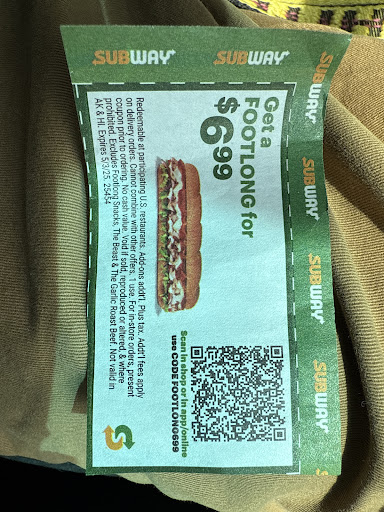 SUBWAY
SUBWAY
SUBWAY
SUBWAY
SUBWAY
SUBWAY
Get a
FOOTLONG for
$6.99
Scan in shop or in app/online
use CODE FOOTLONG699
Redeemable at participating U.S. restaurants. Add-ons addt'l. Plus tax. Addt'l fees apply
on delivery orders. Cannot combine with other offers. 1 use. For in-store orders, present
coupon prior to ordering. No cash value. Void if sold, reproduced or altered, & where
prohibited. Excludes Footlong Snacks, The Beast & The Garlic Roast Beef. Not valid in
AK & HI. Expires 5/3/25. 25454